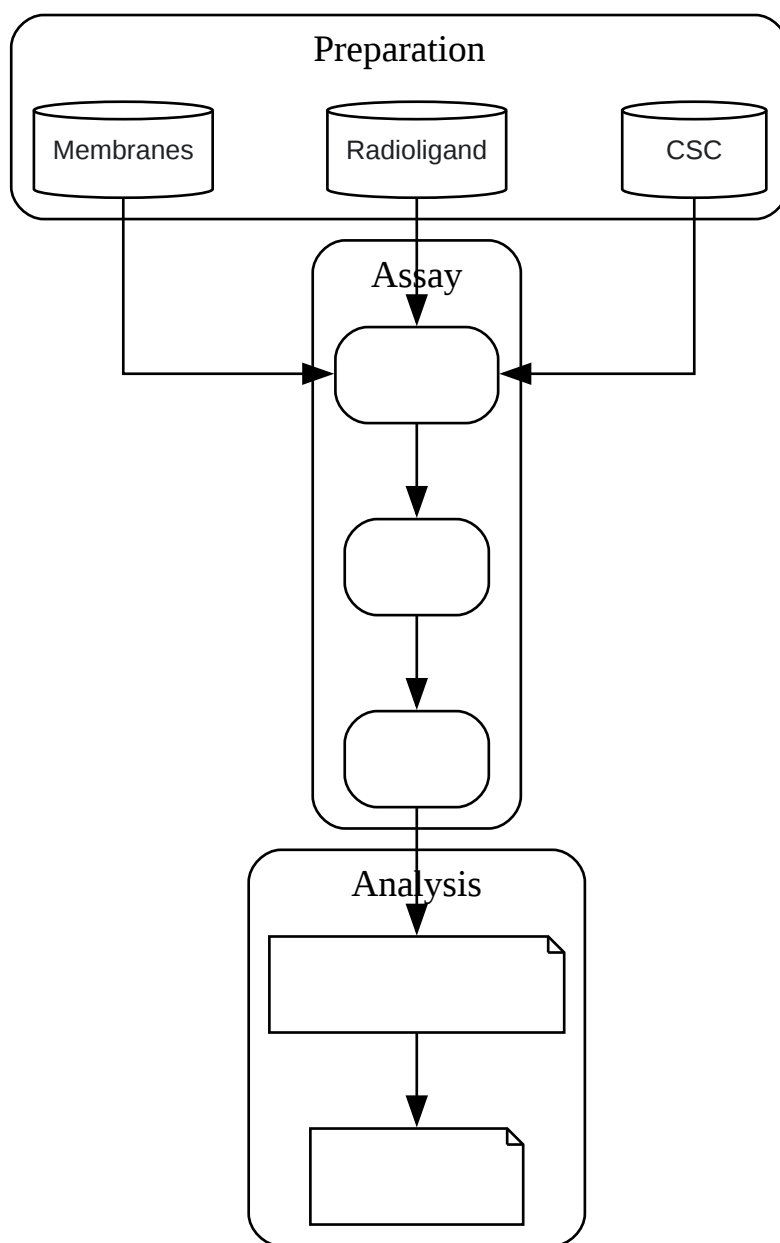 Preparation
Membranes
Radioligand
CSC
Assay
Analysis